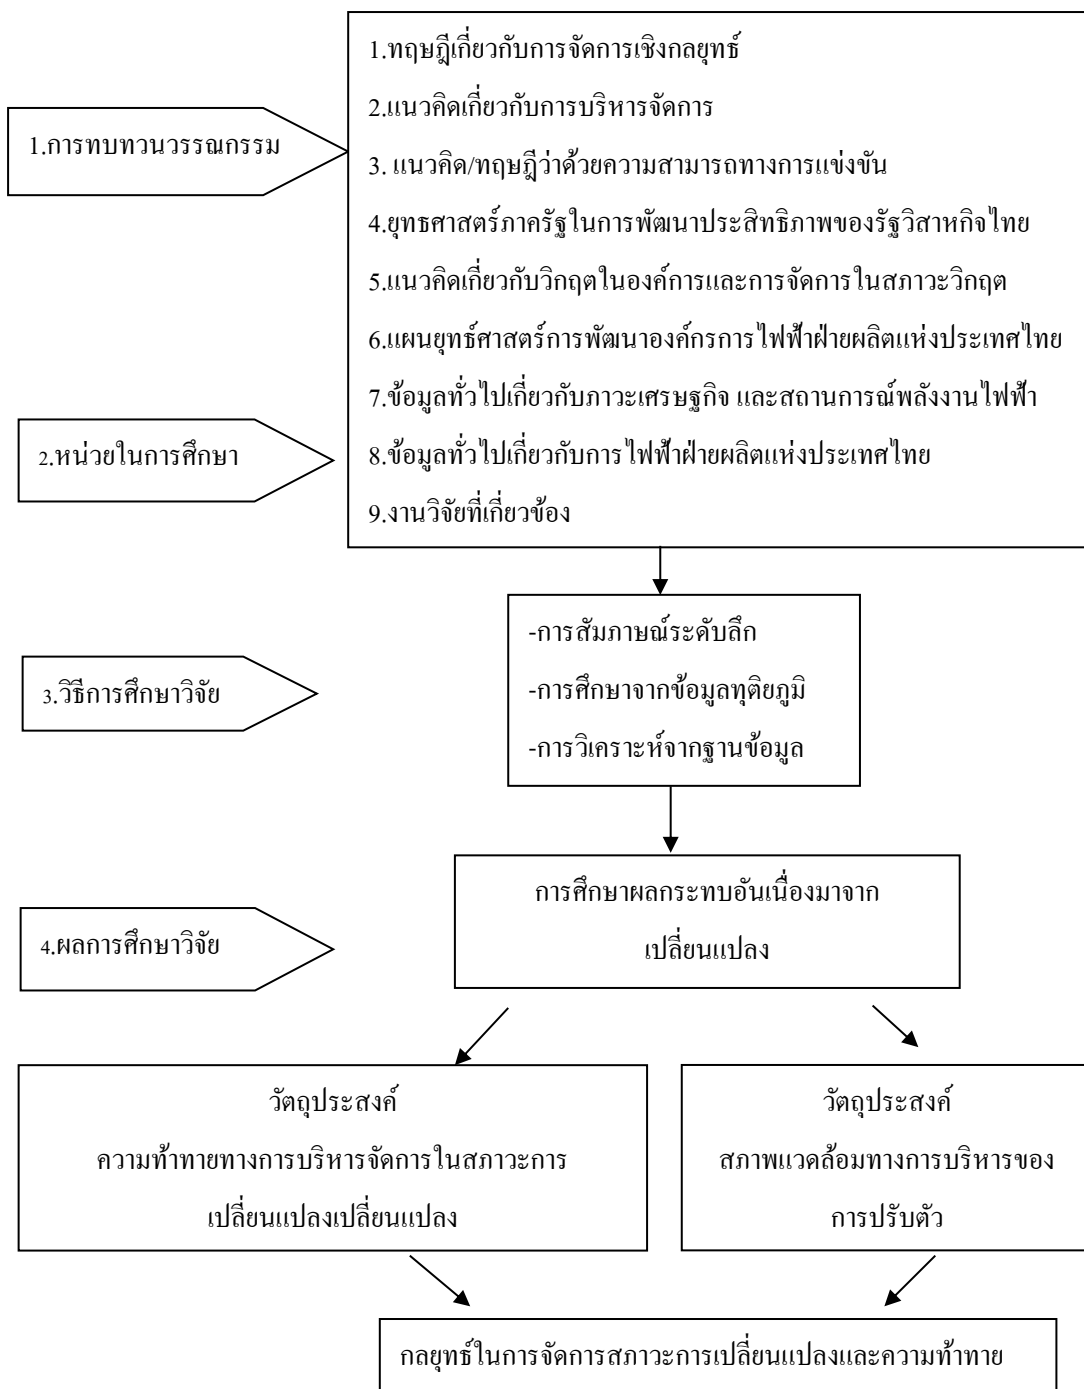 1.ทฤษฎีเกี่ยวกับการจัดการเชิงกลยุทธ์
2.แนวคิดเกี่ยวกับการบริหารจัดการ
1.การทบทวนวรรณกรรม
3. แนวคิด/ทฤษฎีว่าด้วยความสามารถทางการแข่งขัน
4.ยุทธศาสตร์ภาครัฐในการพัฒนาประสิทธิภาพของรัฐวิสาหกิจไทย
5.แนวคิดเกี่ยวกับวิกฤตในองค์การและการจัดการในสภาวะวิกฤต
6.แผนยุทธ์ศาสตร์การพัฒนาองค์กรการไฟฟ้าฝ่ายผลิตแห่งประเทศไทย
7.ข้อมูลทั่วไปเกี่ยวกับภาวะเศรษฐกิจ และสถานการณ์พลังงานไฟฟ้า
2.หน่วยในการศึกษา
8.ข้อมูลทั่วไปเกี่ยวกับการไฟฟ้าฝ่ายผลิตแห่งประเทศไทย
9.งานวิจัยที่เกี่ยวข้อง
-การสัมภาษณ์ระดับลึก
3.วิธีการศึกษาวิจัย
-การศึกษาจากข้อมูลทุติยภูมิ
-การวิเคราะห์จากฐานข้อมูล
การศึกษาผลกระทบอันเนื่องมาจาก
4.ผลการศึกษาวิจัย
เปลี่ยนแปลง
วัตถุประสงค์
ความท้าทายทางการบริหารจัดการในสภาวะการ
เปลี่ยนแปลงเปลี่ยนแปลง
วัตถุประสงค์
สภาพแวดล้อมทางการบริหารของ
การปรับตัว
กลยุทธ์ในการจัดการสภาวะการเปลี่ยนแปลงและความท้าทาย